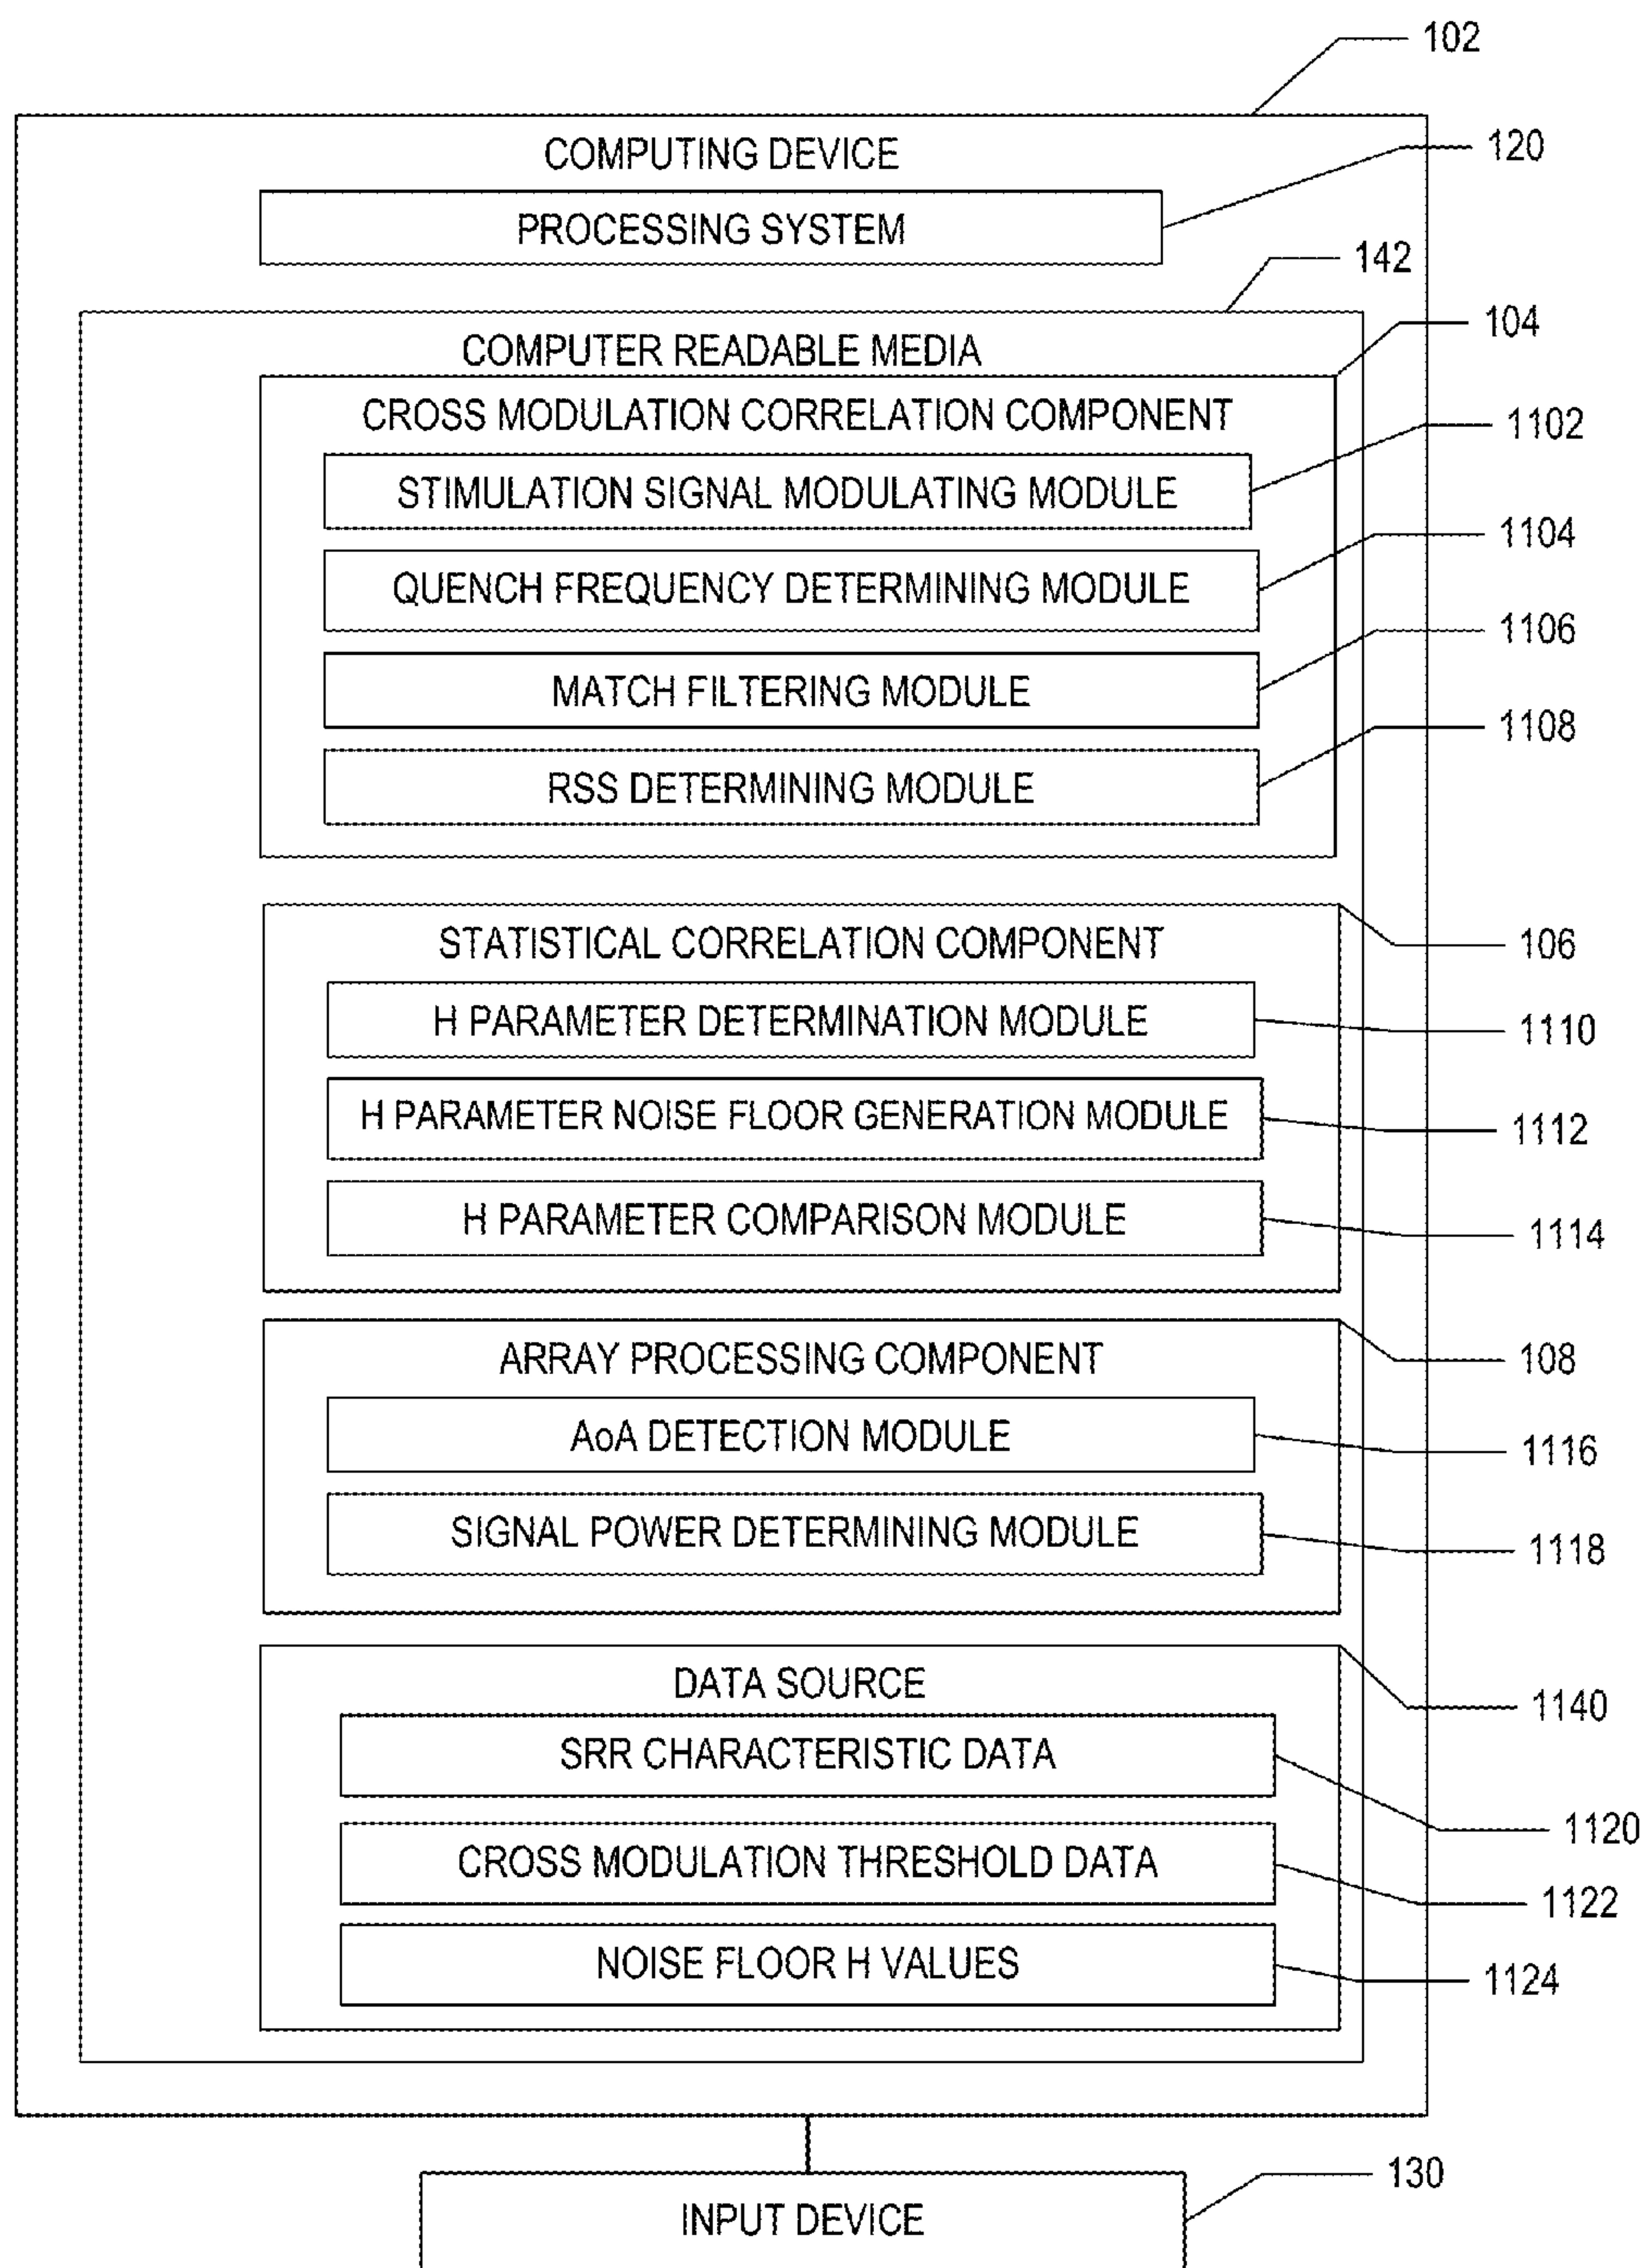 102
COMPUTING DEVICE
120
PROCESSING SYSTEM
142
COMPUTER READABLE MEDIA
104
CROSS MODULATION CORRELATION COMPONENT
1102
STIMULATION SIGNAL MODULATING MODULE
1104
QUENCH FREQUENCY DETERMINING MODULE
1106
MATCH FILTERING MODULE
1108
RSS DETERMINING MODULE
STATISTICAL CORRELATION COMPONENT
106
H PARAMETER DETERMINATION MODULE
1110
H PARAMETER NOISE FLOOR GENERATION MODULE
1112
H PARAMETER COMPARISON MODULE
1114
ARRAY PROCESSING COMPONENT
108
AoA DETECTION MODULE
1116
SIGNAL POWER DETERMINING MODULE
1118
DATA SOURCE
1140
SRR CHARACTERISTIC DATA
1120
CROSS MODULATION THRESHOLD DATA
1122
NOISE FLOOR H VALUES
1124
130
INPUT DEVICE